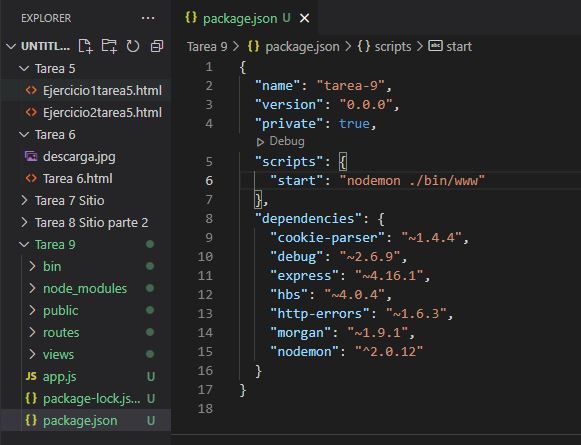 EXPLORER
UNTITL...
Tarea 5
<> Ejercicio1tarea5.html
<> Ejercicio2tarea5.html
Tarea 6
descarga.jpg
<> Tarea 6.html
Tarea 7 Sitio
Tarea 8 Sitio parte 2
Tarea 9
bin
node_modules
public
routes
views
JS app.js U
{} package-lock.js... U
{} package.json U
{} package.json U ×
Tarea 9 > {} package.json > {} scripts > abc start
1 {
2 "name": "tarea-9",
3 "version": "0.0.0",
4 "private": true,
Debug
5 "scripts": {
6 "start": "nodemon ./bin/www"
7 },
8 "dependencies": {
9 "cookie-parser": "~1.4.4",
10 "debug": "~2.6.9",
11 "express": "~4.16.1",
12 "hbs": "~4.0.4",
13 "http-errors": "~1.6.3",
14 "morgan": "~1.9.1",
15 "nodemon": "^2.0.12"
16 }
17 }
18